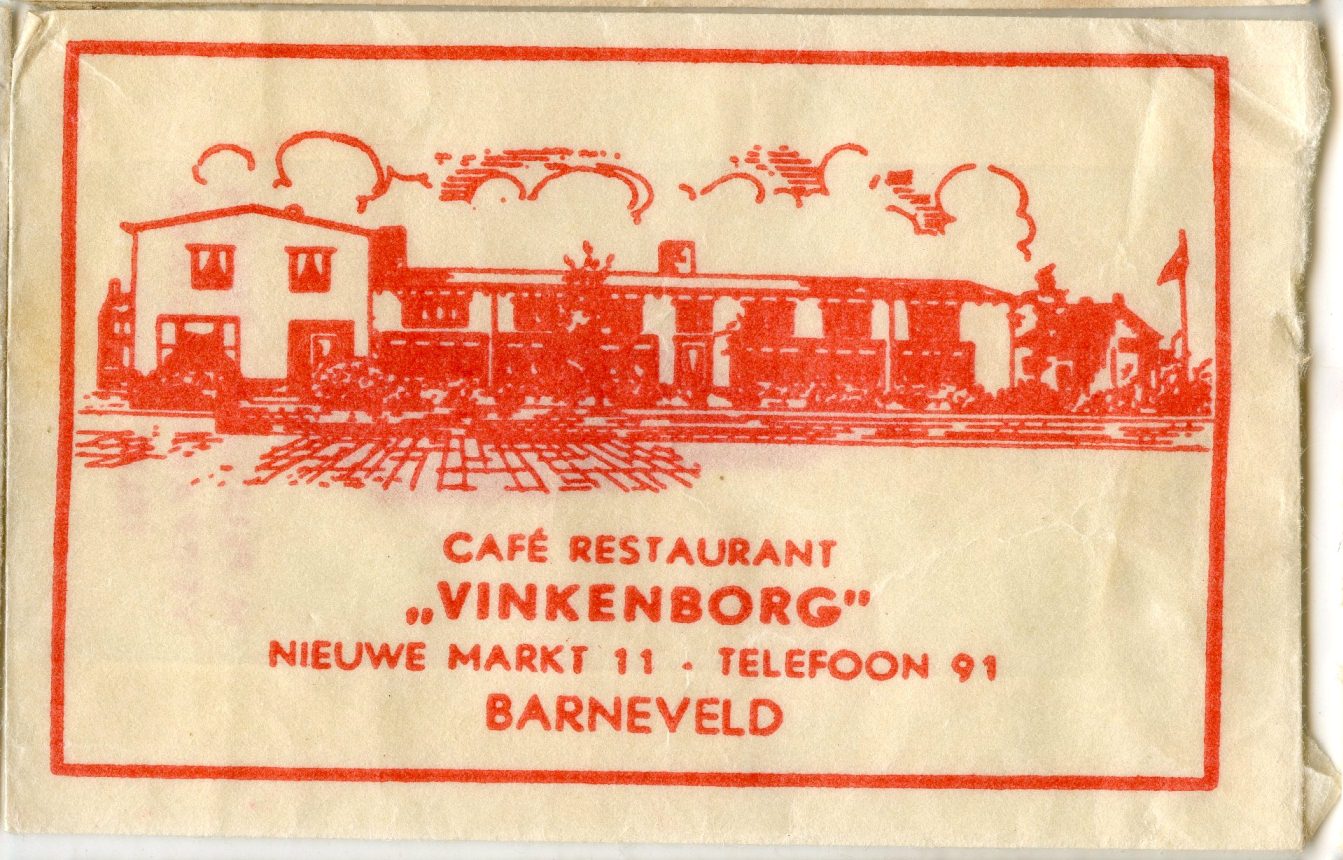 CAFÉ RESTAURANT
„VINKENBORG”
NIEUWE MARKT 11 · TELEFOON 91
BARNEVELD